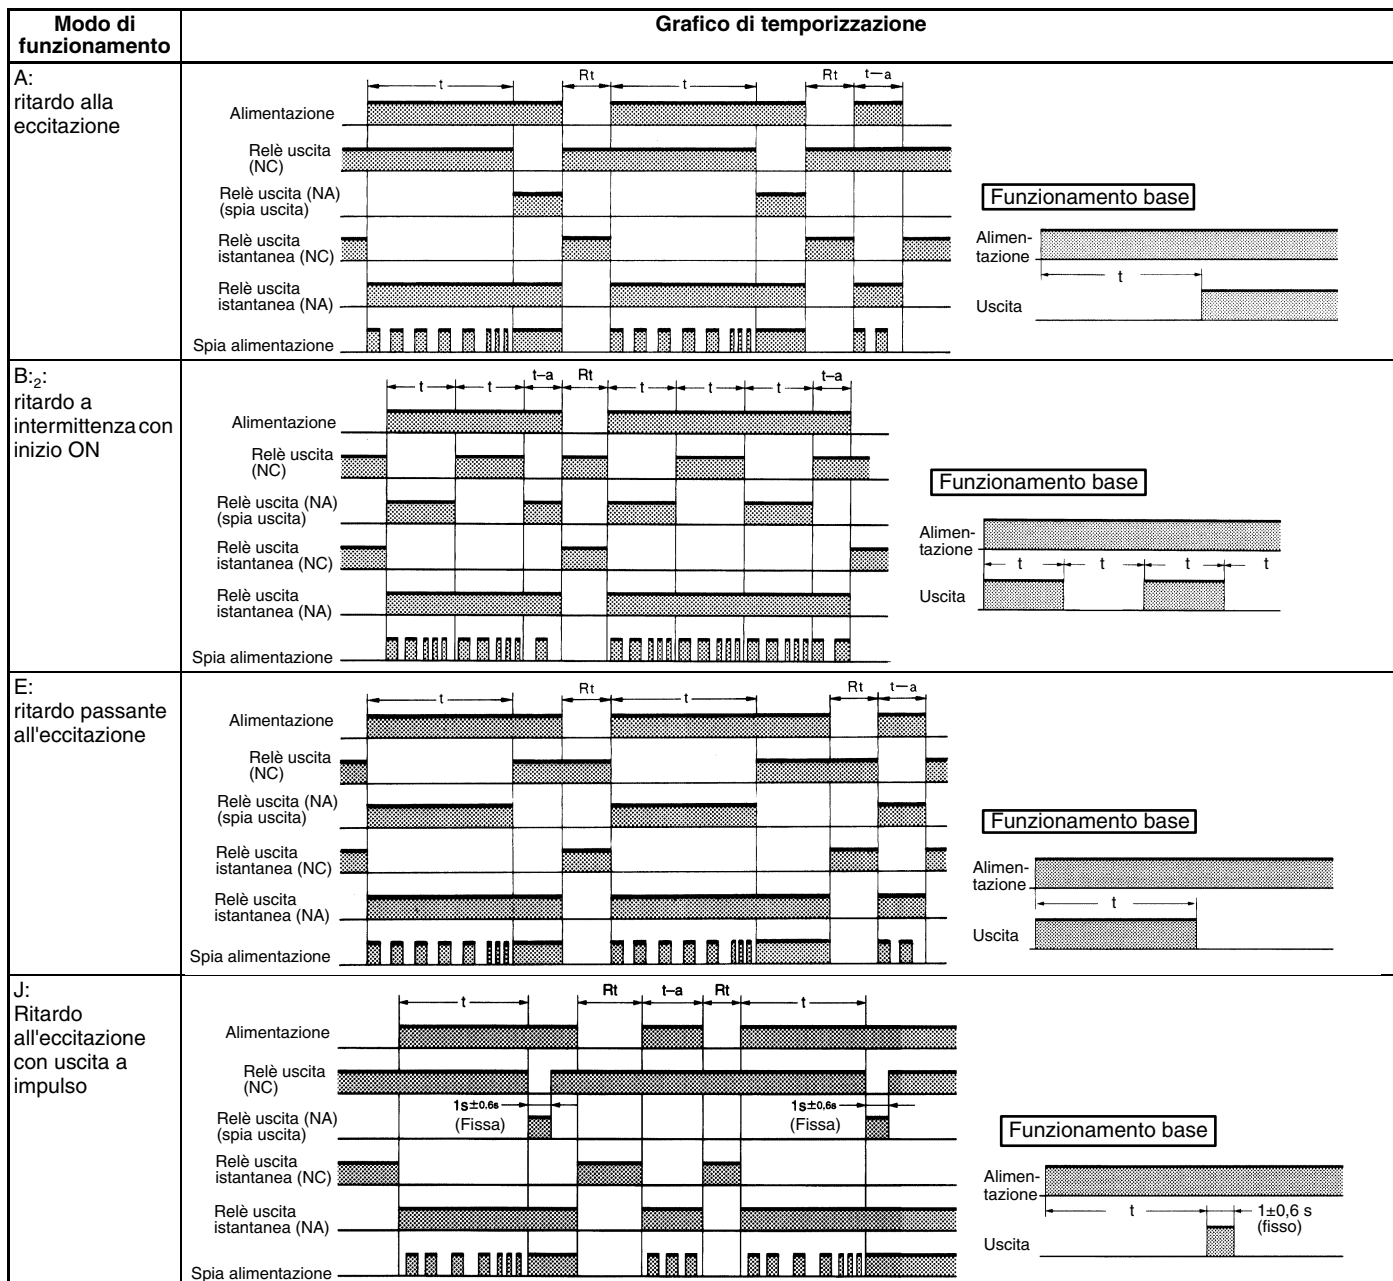 Modo di
funzionamento
Grafico di temporizzazione
A:
ritardo alla
eccitazione
t
Rt
t
Rt
t–a
Alimentazione
Relè uscita
(NC)
Relè uscita (NA)
(spia uscita)
Relè uscita
istantanea (NC)
Relè uscita
istantanea (NA)
Spia alimentazione
Funzionamento base
Alimen-
tazione
t
Uscita
B:2:
ritardo a
intermittenza con
inizio ON
t
t
t–a
Rt
t
t
t
t–a
Alimentazione
Relè uscita
(NC)
Relè uscita (NA)
(spia uscita)
Relè uscita
istantanea (NC)
Relè uscita
istantanea (NA)
Spia alimentazione
Funzionamento base
Alimen-
tazione
t
t
t
t
Uscita
E:
ritardo passante
all'eccitazione
t
Rt
t
Rt
t–a
Alimentazione
Relè uscita
(NC)
Relè uscita (NA)
(spia uscita)
Relè uscita
istantanea (NC)
Relè uscita
istantanea (NA)
Spia alimentazione
Funzionamento base
Alimen-
tazione
t
Uscita
J:
Ritardo
all'eccitazione
con uscita a
impulso
t
Rt
t–a
Rt
t
Alimentazione
Relè uscita
(NC)
1s±0,6s
(Fissa)
1s±0,6s
(Fissa)
Relè uscita (NA)
(spia uscita)
Relè uscita
istantanea (NC)
Relè uscita
istantanea (NA)
Spia alimentazione
Funzionamento base
Alimen-
tazione
t
1±0,6 s
(fisso)
Uscita